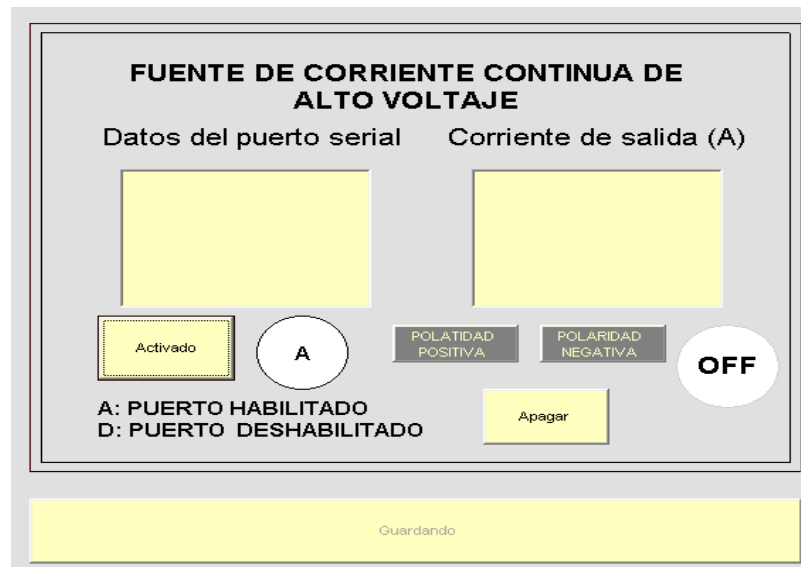 FUENTE DE CORRIENTE CONTINUA DE
ALTO VOLTAJE
Datos del puerto serial
Corriente de salida (A)
Activado
A
POLATIDAD
POSITIVA
POLARIDAD
NEGATIVA
OFF
A: PUERTO HABILITADO
D: PUERTO DESHABILITADO
Apagar
Guardando